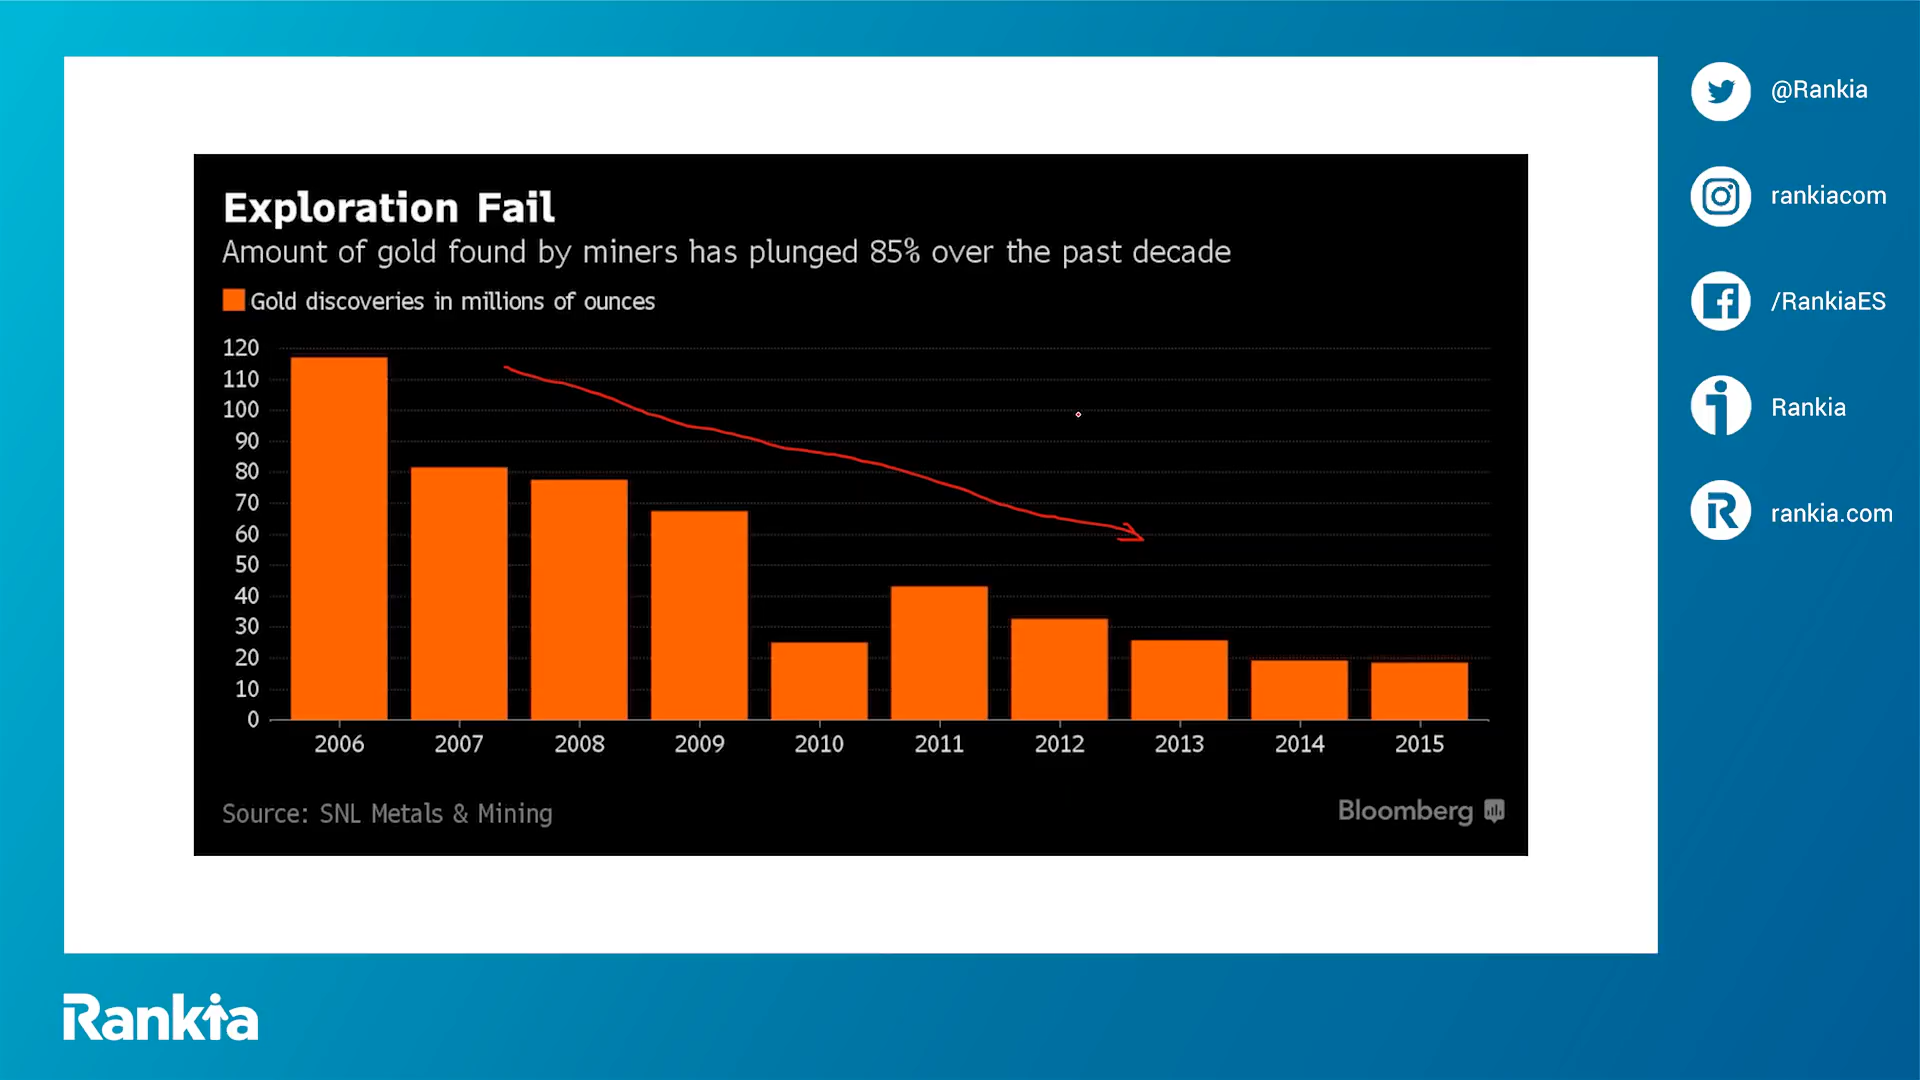 Exploration Fail
Amount of gold found by miners has plunged 85% over the past decade
Gold discoveries in millions of ounces
120
110
100
90
80
70
60
50
40
30
20
10
0
2006 2007 2008 2009 2010 2011 2012 2013 2014 2015
Source: SNL Metals & Mining
Bloomberg
@Rankia
rankiacom
/RankiaES
Rankia
rankia.com
Rankia